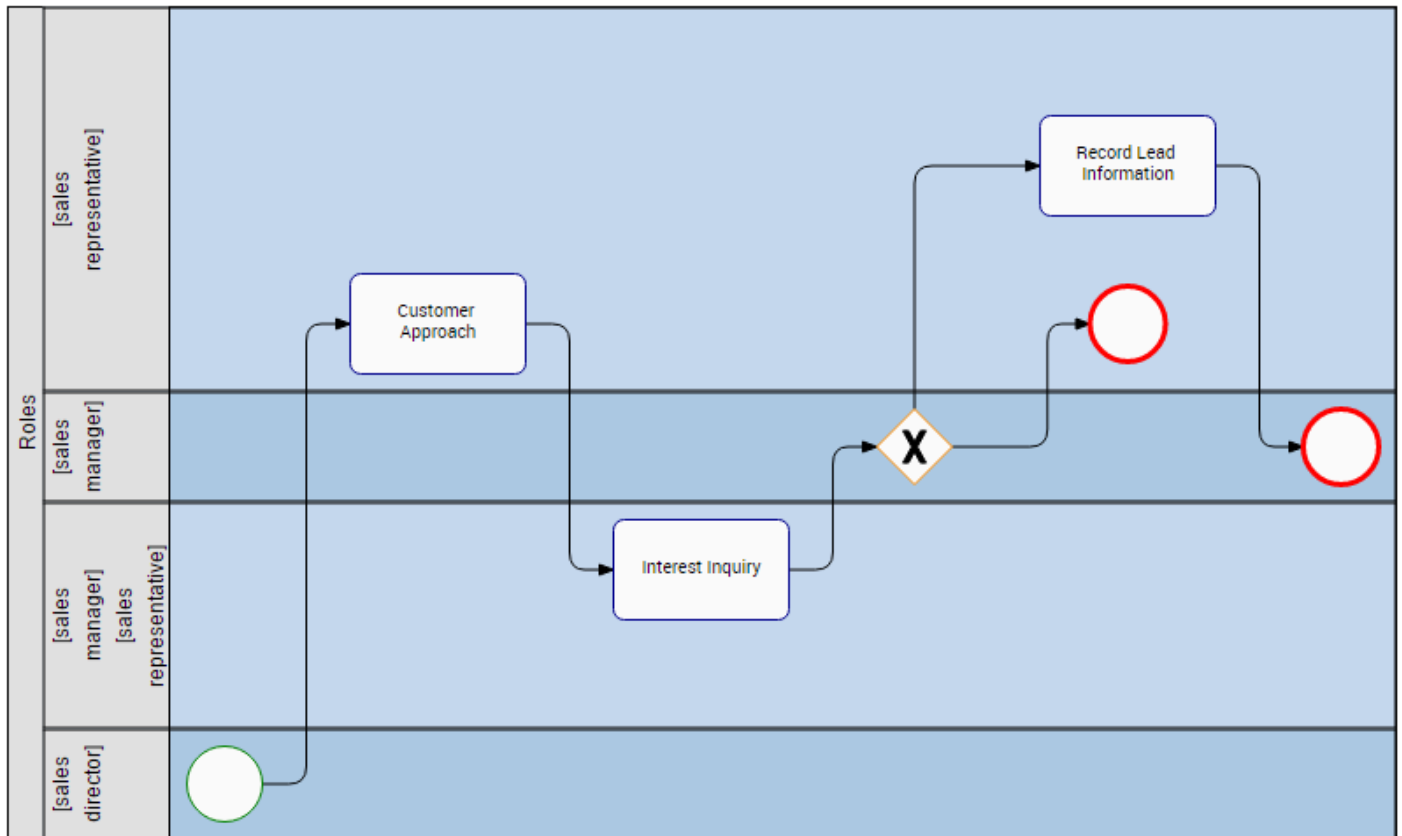 Roles
[sales
representative]
[sales
manager]
[sales
manager]
[sales
representative]
[sales
director]
Customer
Approach
Interest Inquiry
X
Record Lead
Information